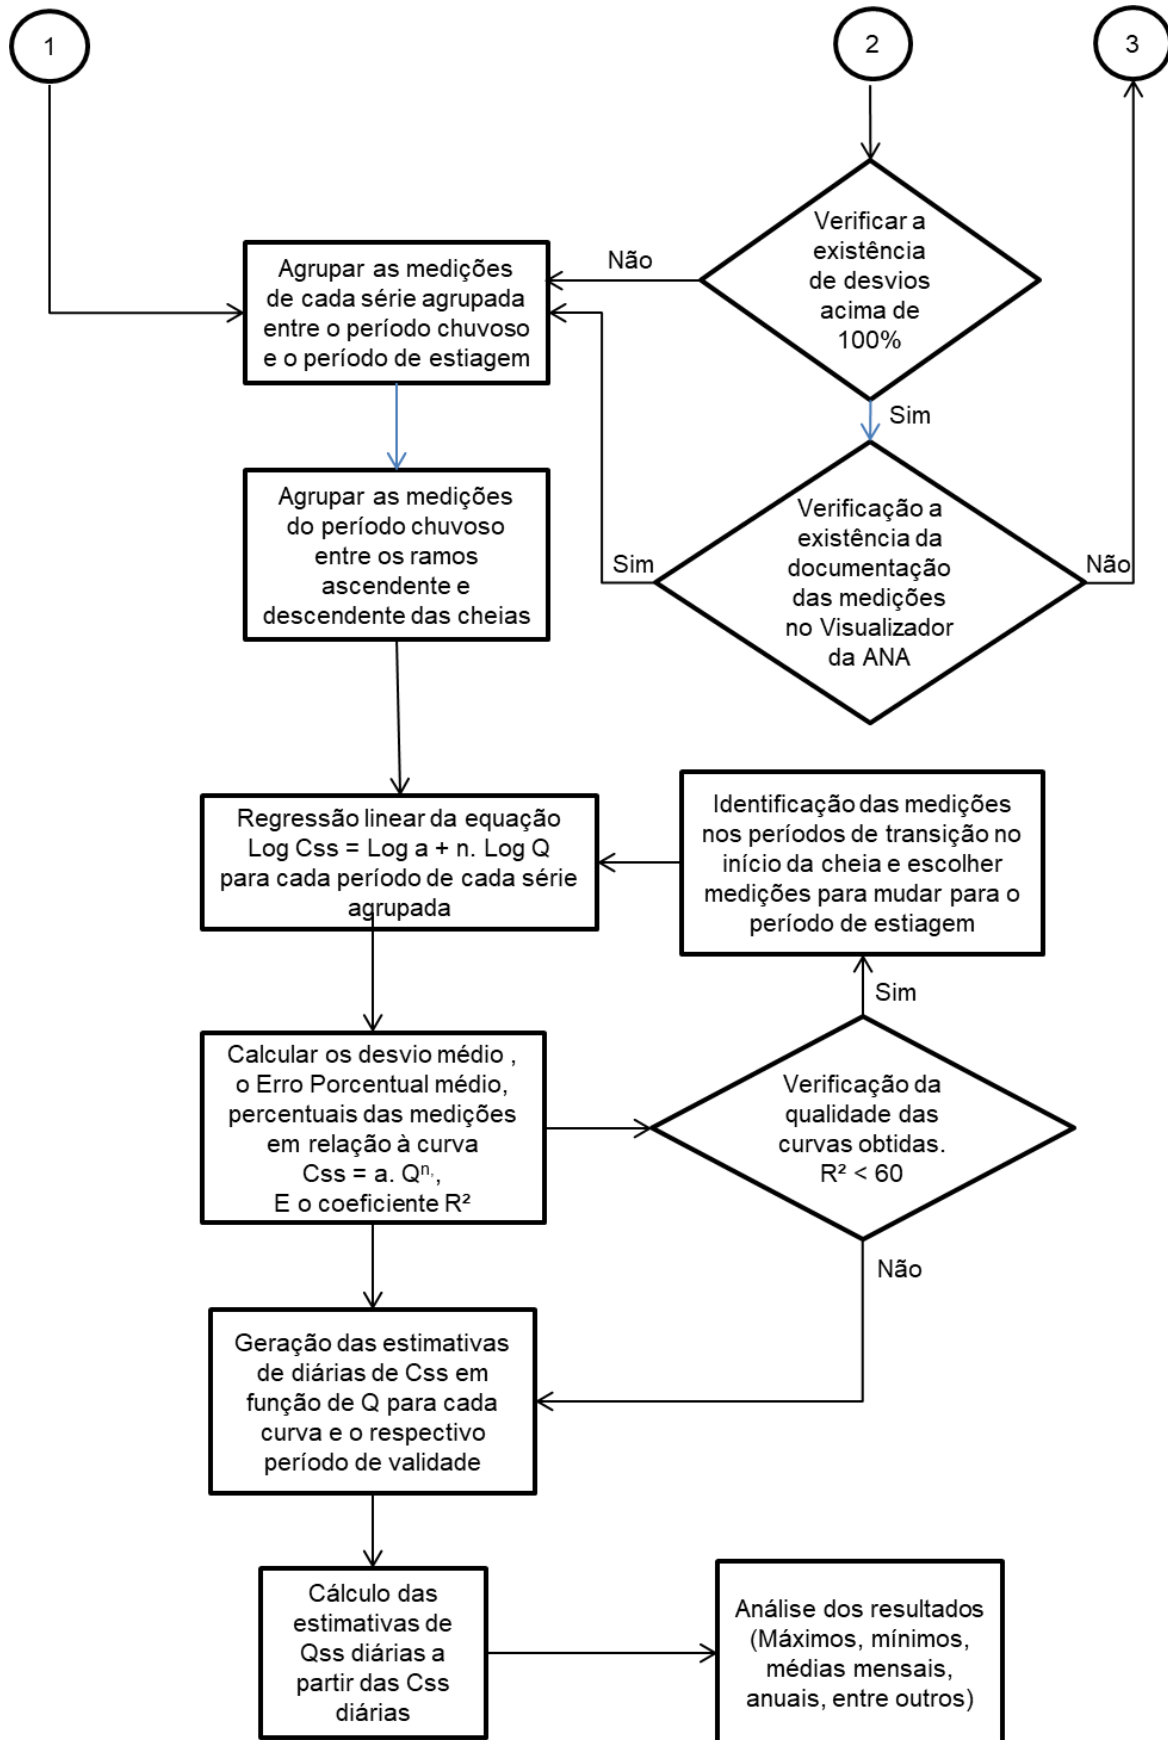 1
2
3
Verificar a
existência
de desvios
acima de
100%
Não
Agrupar as medições
de cada série agrupada
entre o período chuvoso
e o período de estiagem
Sim
Agrupar as medições
do período chuvoso
entre os ramos
ascendente e
descendente das cheias
Sim
Verificação a
existência da
documentação
das medições
no Visualizador
da ANA
Não
Regressão linear da equação
Log Css = Log a + n. Log Q
para cada período de cada série
agrupada
Identificação das medições
nos períodos de transição no
início da cheia e escolher
medições para mudar para o
período de estiagem
Sim
Calcular os desvio médio ,
o Erro Porcentual médio,
percentuais das medições
em relação à curva
Css = a. Qⁿ·,
E o coeficiente R²
Verificação da
qualidade das
curvas obtidas.
R² < 60
Não
Geração das estimativas
de diárias de Css em
função de Q para cada
curva e o respectivo
período de validade
Cálculo das
estimativas de
Qss diárias a
partir das Css
diárias
Análise dos resultados
(Máximos, mínimos,
médias mensais,
anuais, entre outros)